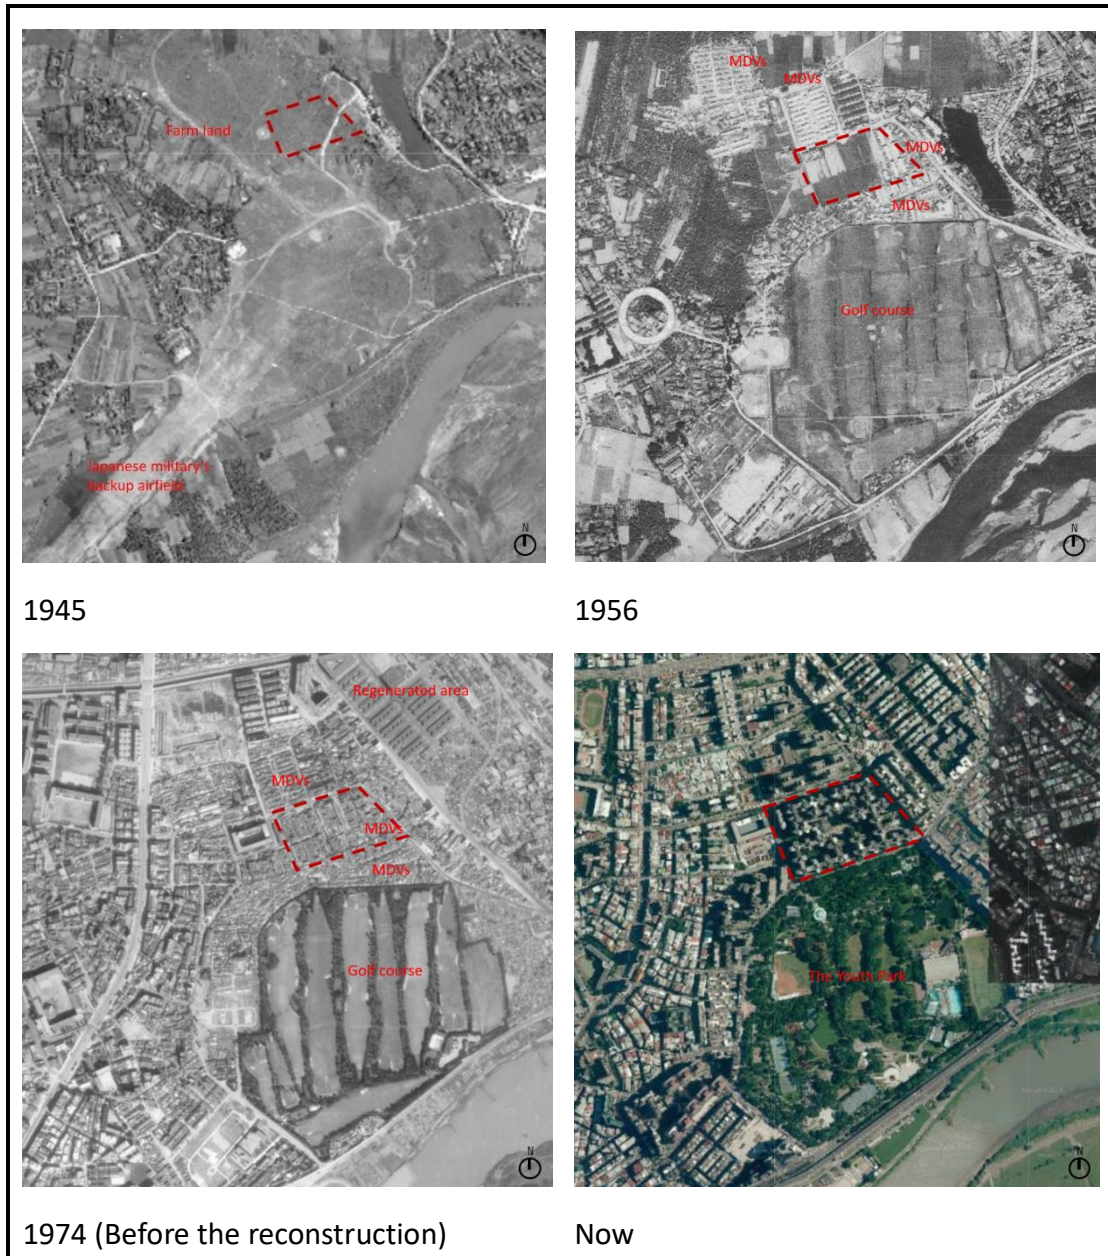 Farm land
Japanese military's
backup airfield
N
1945
MDVs
MDVs
MDVs
MDVs
Golf course
N
1956
Regenerated area
MDVs
MDVs
MDVs
Golf course
N
1974 (Before the reconstruction)
The Youth Park
N
Now